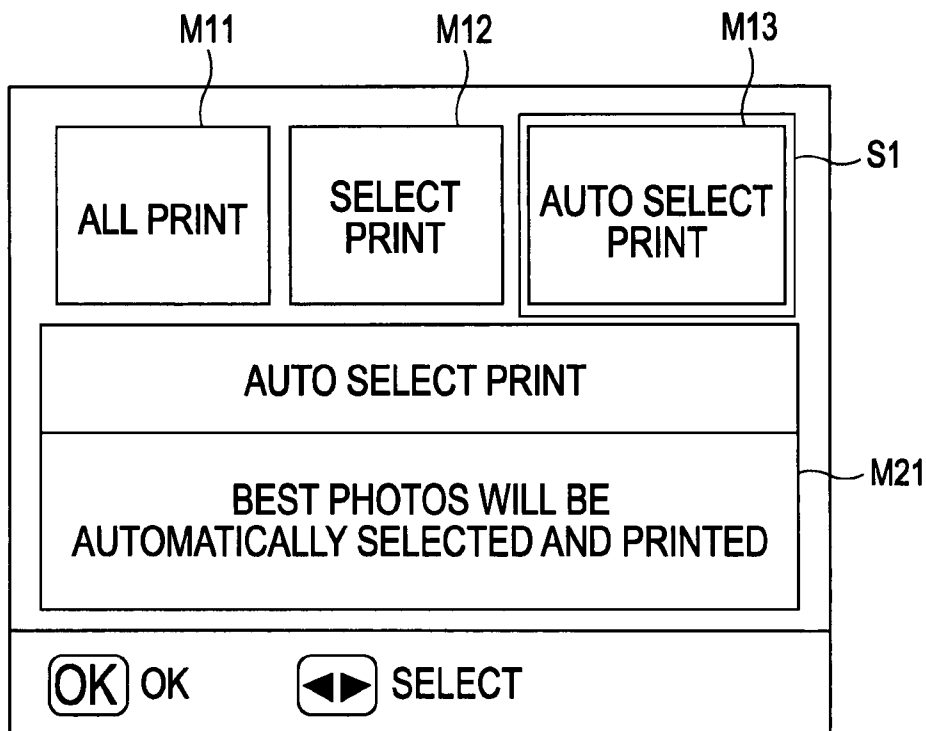 M11 M12 M13
S1
ALL PRINT
SELECT
PRINT
AUTO SELECT
PRINT
AUTO SELECT PRINT
M21
BEST PHOTOS WILL BE
AUTOMATICALLY SELECTED AND PRINTED
OK OK SELECT